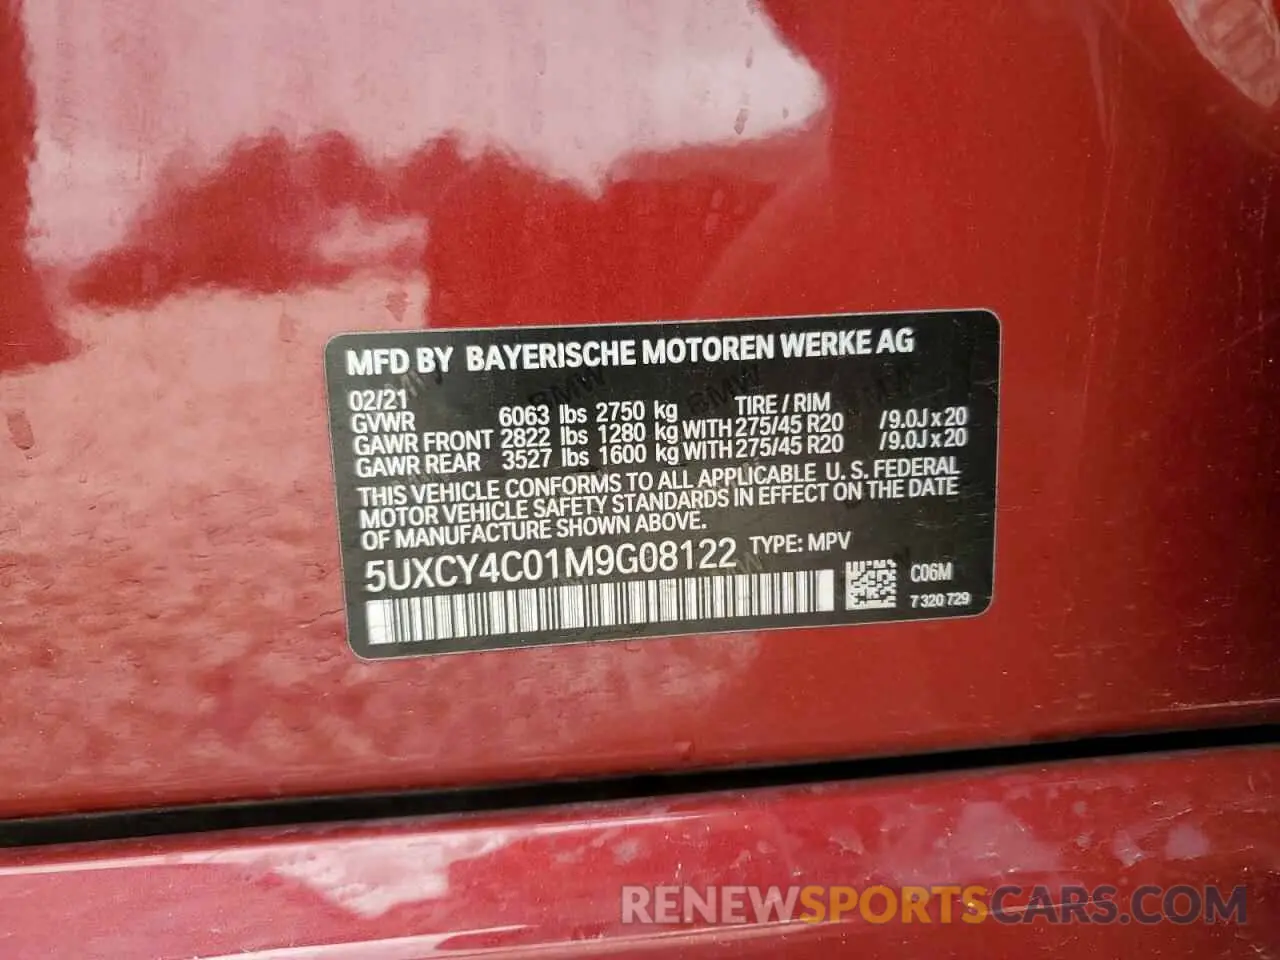 MFD BY BAYERISCHE MOTOREN WERKE AG
02/21 TIRE / RIM
GVWR 6063 lbs 2750 kg
GAWR FRONT 2822 lbs 1280 kg WITH 275/45 R20 /9.0J x 20
GAWR REAR 3527 lbs 1600 kg WITH 275/45 R20 /9.0J x 20
THIS VEHICLE CONFORMS TO ALL APPLICABLE U. S. FEDERAL
MOTOR VEHICLE SAFETY STANDARDS IN EFFECT ON THE DATE
OF MANUFACTURE SHOWN ABOVE.
5UXCY4C01M9G08122 TYPE: MPV
C06M
7 320 729
RENEWSPORTSCARS.COM